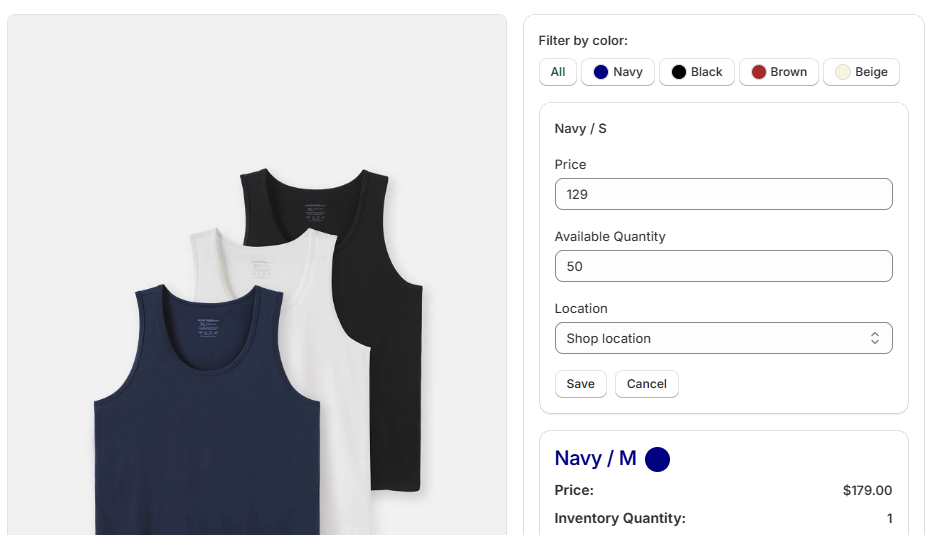 Filter by color:
All Navy Black Brown Beige
Navy / S
Price
129
Available Quantity
50
Location
Shop location
Save Cancel
Navy / M
Price: $179.00
Inventory Quantity: 1